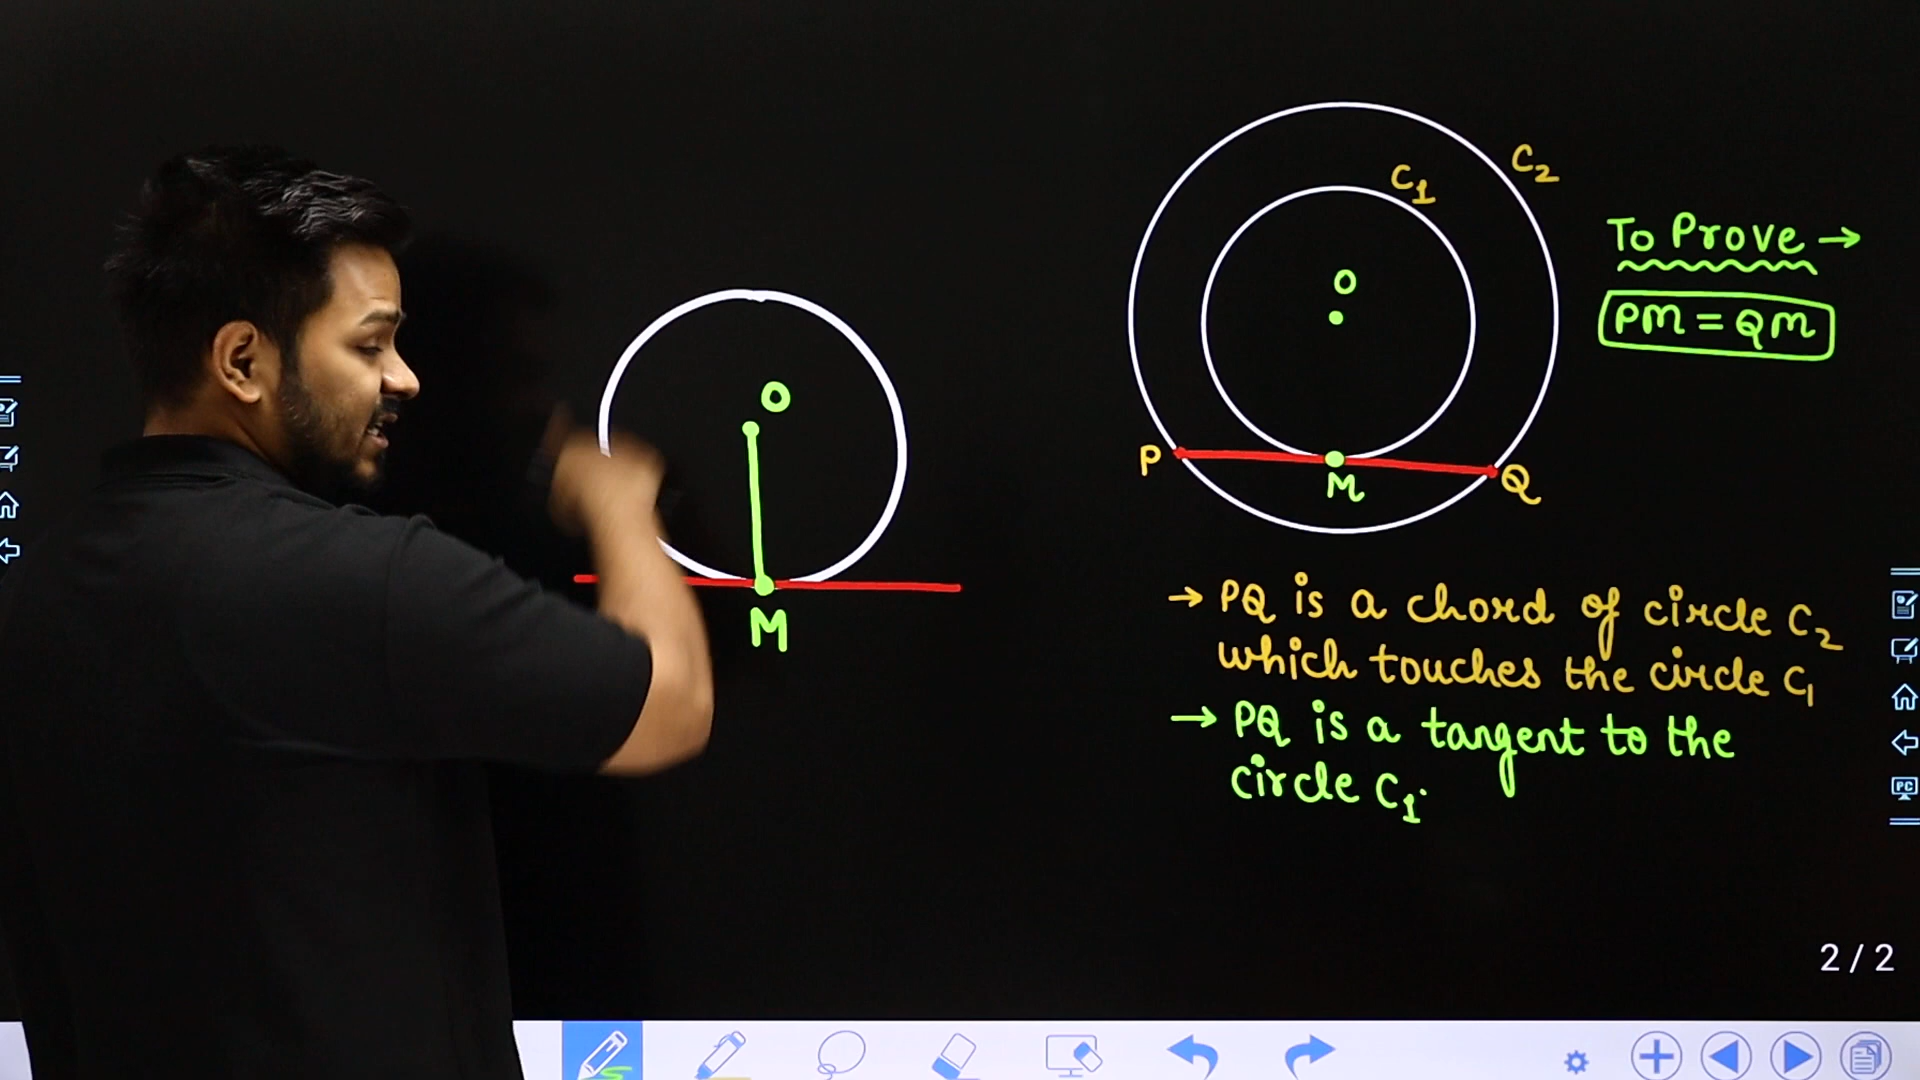 C2
C1
To Prove →
O
PM = QM
O
P
M
Q
M
→ PQ is a chord of circle C2
which touches the circle C1
→ PQ is a tangent to the
circle C1.
PC
2 / 2